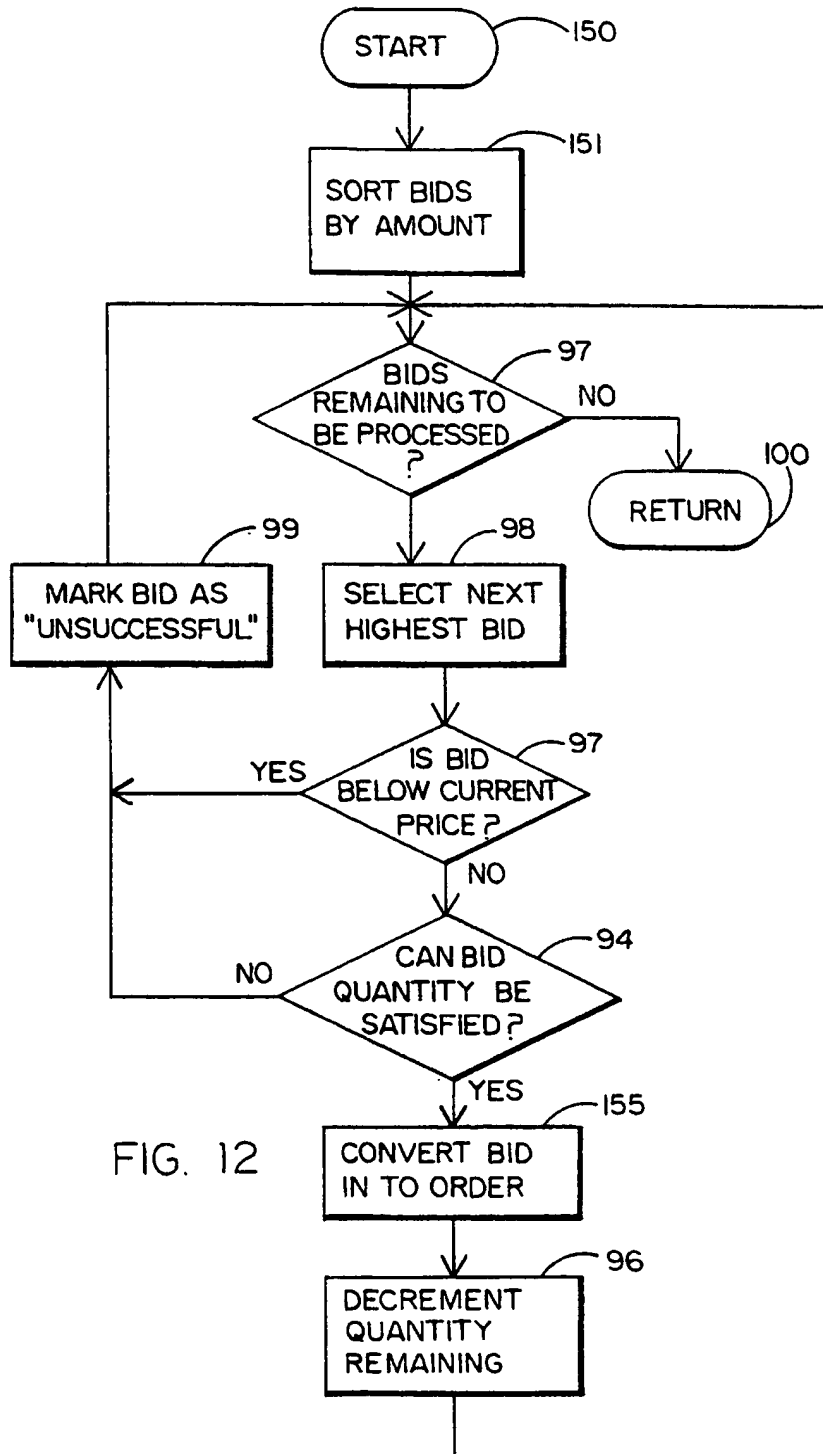 START
150
151
SORT BIDS
BY AMOUNT
97
BIDS
REMAINING TO
BE PROCESSED
?
NO
100
RETURN
99
MARK BID AS
"UNSUCCESSFUL"
98
SELECT NEXT
HIGHEST BID
97
IS BID
BELOW CURRENT
PRICE?
YES
NO
94
CAN BID
QUANTITY BE
SATISFIED?
NO
YES
155
CONVERT BID
IN TO ORDER
FIG. 12
96
DECREMENT
QUANTITY
REMAINING